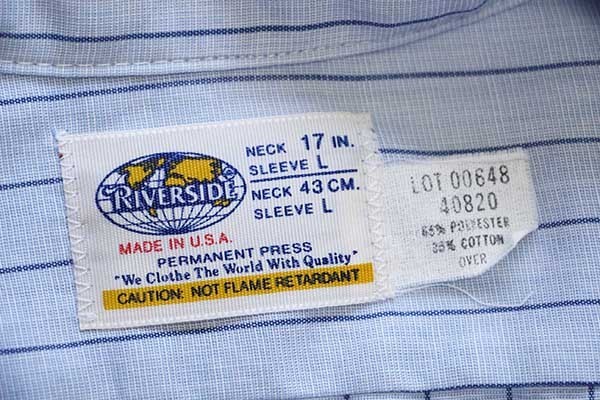 RIVERSIDE
NECK 17 IN.
SLEEVE L
NECK 43 CM.
SLEEVE L
MADE IN U.S.A.
PERMANENT PRESS
"We Clothe The World With Quality"
CAUTION: NOT FLAME RETARDANT
LOT 00648
40820
65% POLYESTER
35% COTTON
OVER